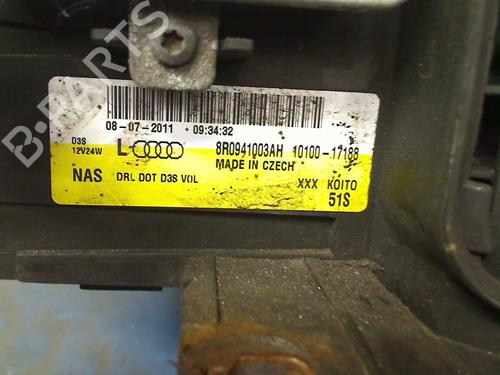 B-PARTS
08-07-2011 09:34:32
D3S
12V24W
L 8R0941003AH 10100-17188
MADE IN CZECH
NAS DRL DOT D3S VOL
XXX KOITO
51S